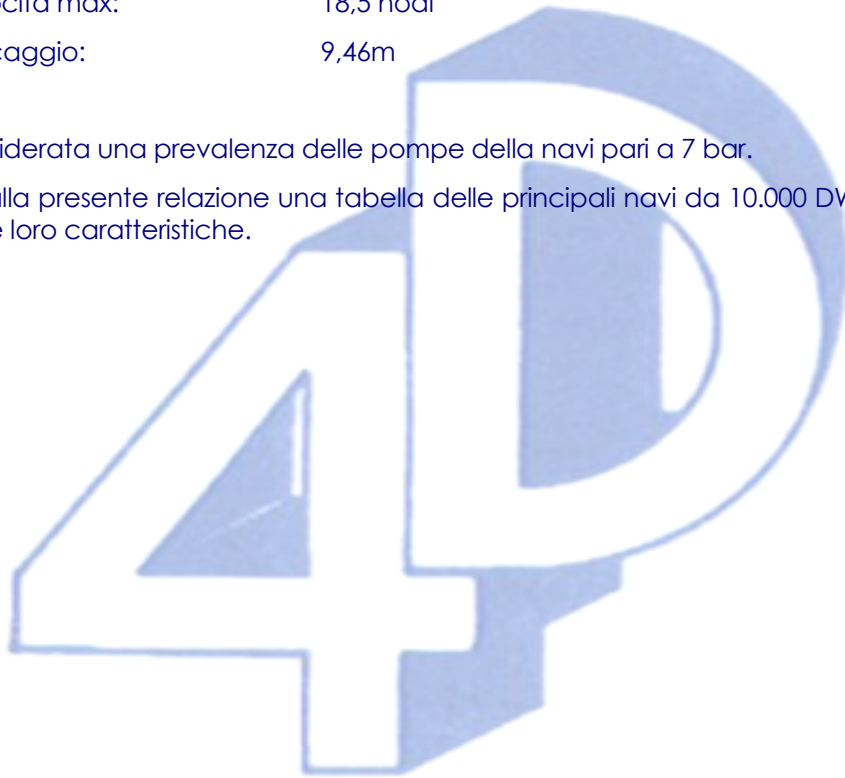 ocità max: 18,5 nodi
caggio: 9,46m
iderata una prevalenza delle pompe della navi pari a 7 bar.
lla presente relazione una tabella delle principali navi da 10.000 DW
e loro caratteristiche.
4D